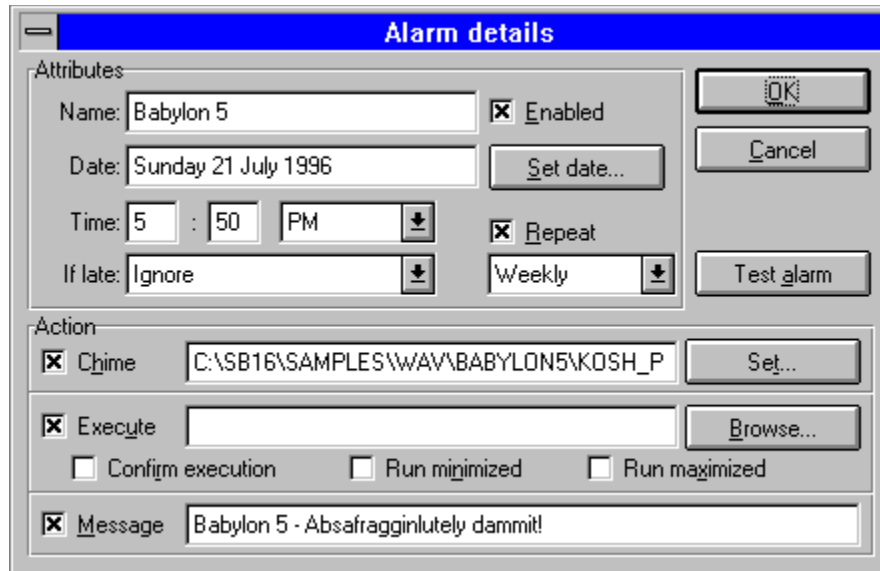 Alarm details
Attributes
Name: Babylon 5
Enabled
OK
Date: Sunday 21 July 1996
Set date...
Cancel
Time: 5 : 50 PM
Repeat
If late: Ignore
Weekly
Test alarm
Action
Chime C:\SB16\SAMPLES\WAV\BABYLON5\KOSH_P
Set...
Execute
Browse...
Confirm execution
Run minimized
Run maximized
Message Babylon 5 - Absafragginlutely dammit!